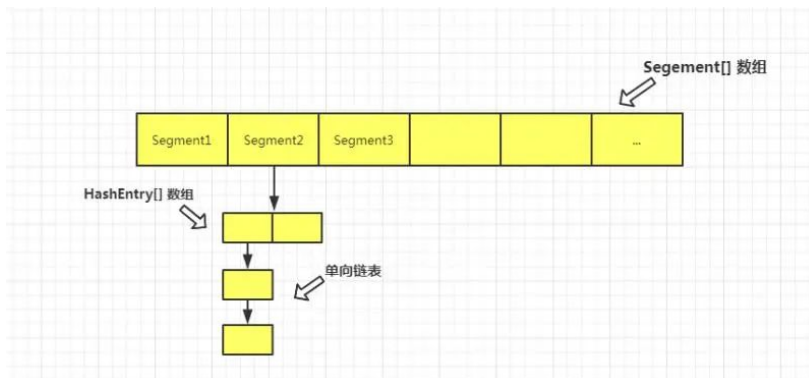 Segement[] 数组
Segment1 Segment2 Segment3 ...
HashEntry[] 数组
单向链表